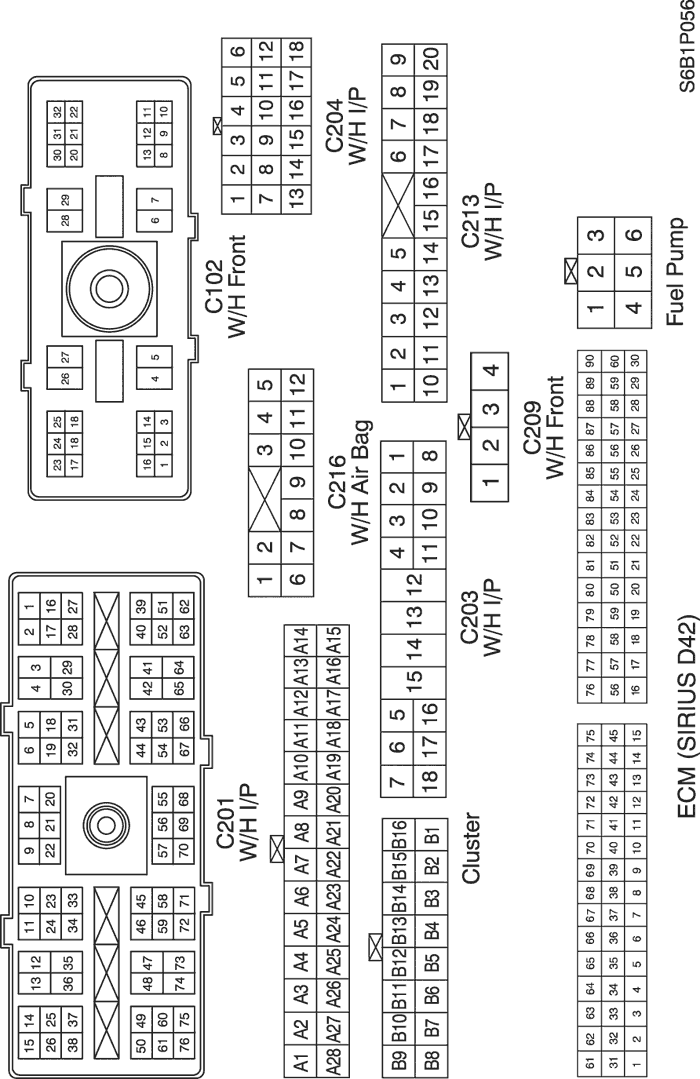 15 14 13 12 11 10 9 8 7 6 5 4 3 2 1
26 25 24 23 22 21 20 19 18 17 16
38 37 36 35 34 33 32 31 30 29 28 27
50 49 48 47 46 45 44 43 42 41 40 39
61 60 59 58 57 56 55 54 53 52 51
76 75 74 73 72 71 70 69 68 67 66 65 64 63 62
C201
W/H I/P
23 24 25 26 27 28 29 30 31 32
17 18 18 20 21 22
16 15 14 4 5 6 7 13 12 11
1 2 3 8 9 10
C102
W/H Front
A1 A2 A3 A4 A5 A6 A7 A8 A9 A10 A11 A12 A13 A14
A28 A27 A26 A25 A24 A23 A22 A21 A20 A19 A18 A17 A16 A15
B9 B10 B11 B12 B13 B14 B15 B16
B8 B7 B6 B5 B4 B3 B2 B1
Cluster
1 2 3 4 5
6 7 8 9 10 11 12
C216
W/H Air Bag
1 2 3 4 5 6
7 8 9 10 11 12
13 14 15 16 17 18
C204
W/H I/P
7 6 5 4 3 2 1
15 14 13 12
18 17 16 11 10 9 8
C203
W/H I/P
1 2 3 4 5 6 7 8 9
10 11 12 13 14 15 16 17 18 19 20
C213
W/H I/P
1 2 3 4
C209
W/H Front
61 62 63 64 65 66 67 68 69 70 71 72 73 74 75
31 32 33 34 35 36 37 38 39 40 41 42 43 44 45
1 2 3 4 5 6 7 8 9 10 11 12 13 14 15
76 77 78 79 80 81 82 83 84 85 86 87 88 89 90
56 57 58 59 50 51 52 53 54 55 56 57 58 59 60
16 17 18 19 20 21 22 23 24 25 26 27 28 29 30
ECM (SIRIUS D42)
1 2 3
4 5 6
Fuel Pump
S6B1P056